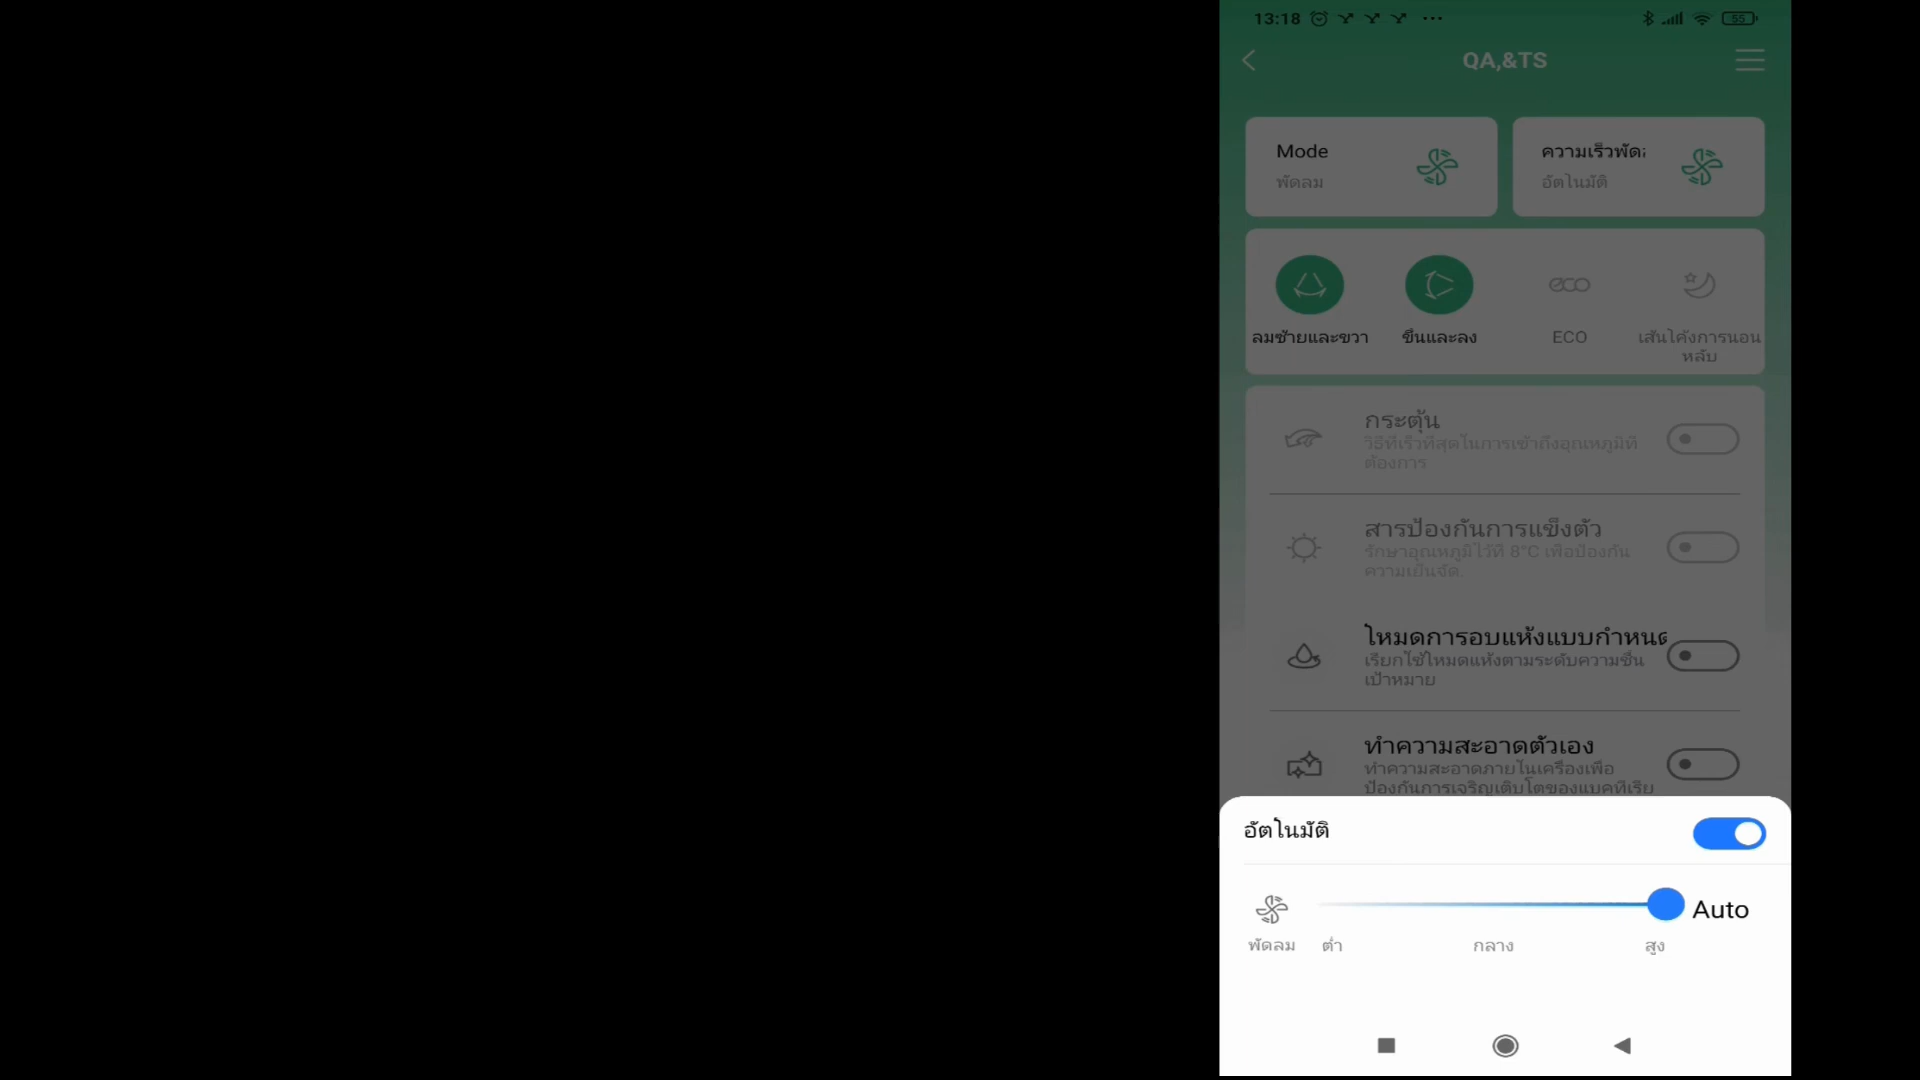 13:18
55
QA,&TS
Mode
พัดลม
ความเร็วพัด
อัตโนมัติ
ลมซ้ายและขวา
ขึ้นและลง
ECO
เส้นโค้งการนอน
หลับ
กระตุ้น
วิธีที่เร็วที่สุดในการเข้าถึงอุณหภูมิที่
ต้องการ
สารป้องกันการแข็งตัว
รักษาอุณหภูมิไว้ที่ 8°C เพื่อป้องกัน
ความเย็นจัด.
โหมดการอบแห้งแบบกำหนด
เรียกใช้โหมดแห้งตามระดับความชื้น
เป้าหมาย
ทำความสะอาดตัวเอง
ทำความสะอาดภายในเครื่องเพื่อ
ป้องกันการเจริญเติบโตของแบคทีเรีย
อัตโนมัติ
Auto
พัดลม
ต่ำ
กลาง
สูง